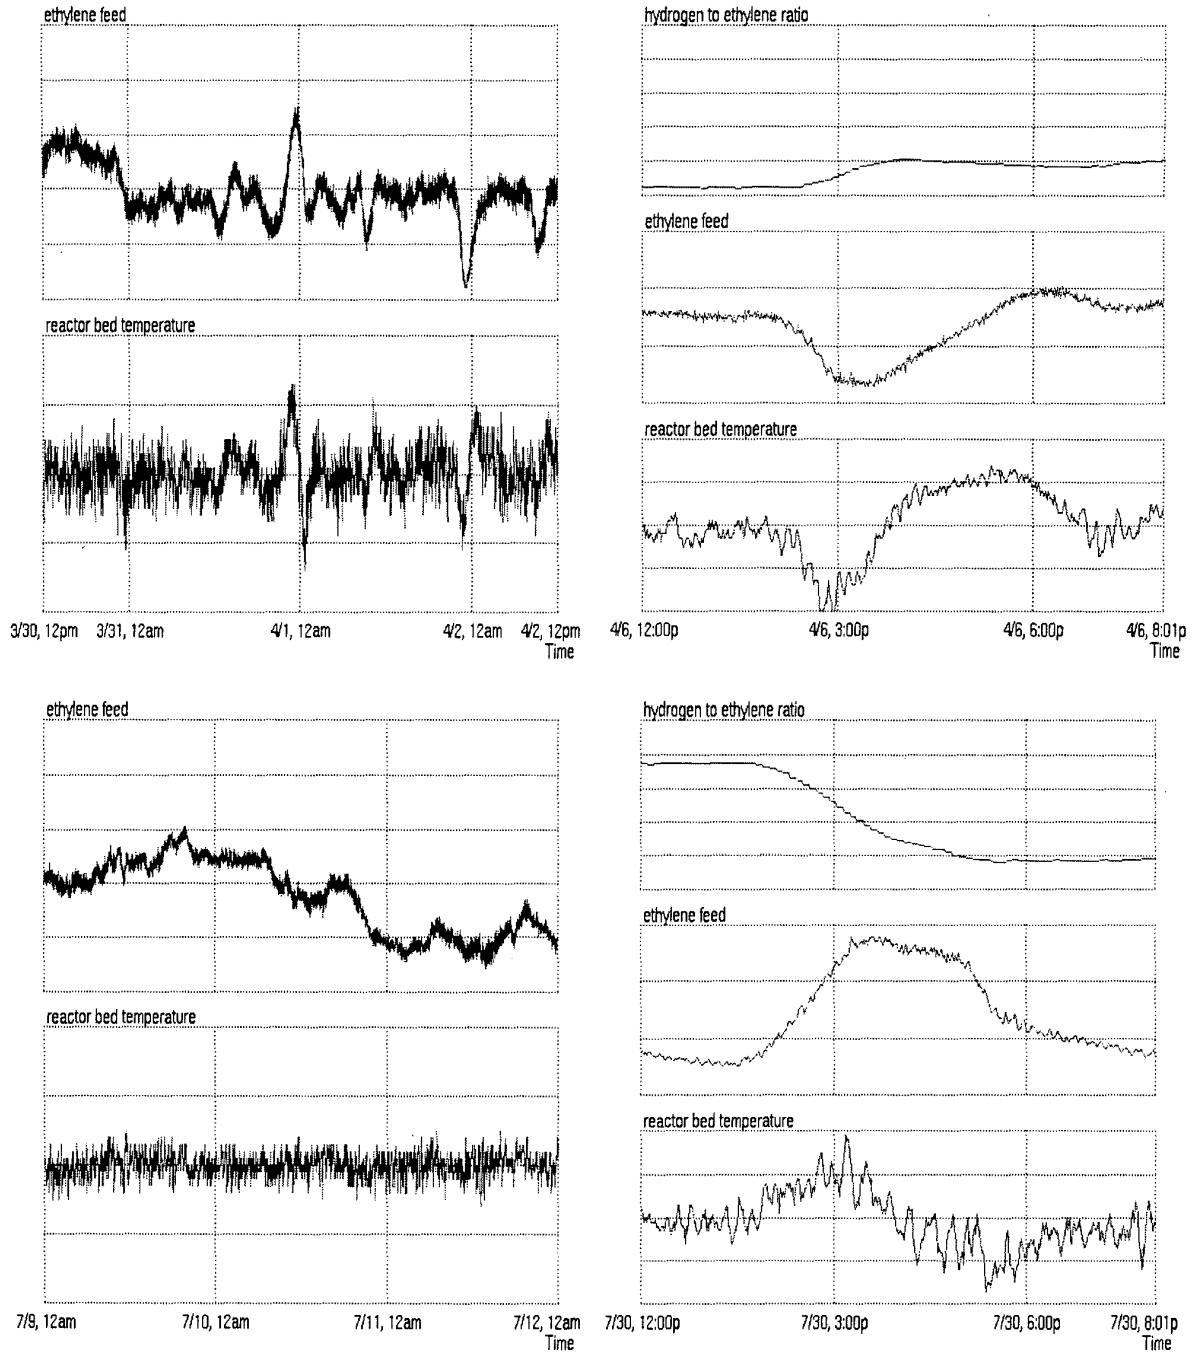 ethylene feed
reactor bed temperature
3/30, 12pm 3/31, 12am 4/1, 12am 4/2, 12am 4/2, 12pm
Time
hydrogen to ethylene ratio
ethylene feed
reactor bed temperature
4/6, 12:00p 4/6, 3:00p 4/6, 6:00p 4/6, 8:01p
Time
ethylene feed
reactor bed temperature
7/9, 12am 7/10, 12am 7/11, 12am 7/12, 12am
Time
hydrogen to ethylene ratio
ethylene feed
reactor bed temperature
7/30, 12:00p 7/30, 3:00p 7/30, 6:00p 7/30, 8:01p
Time